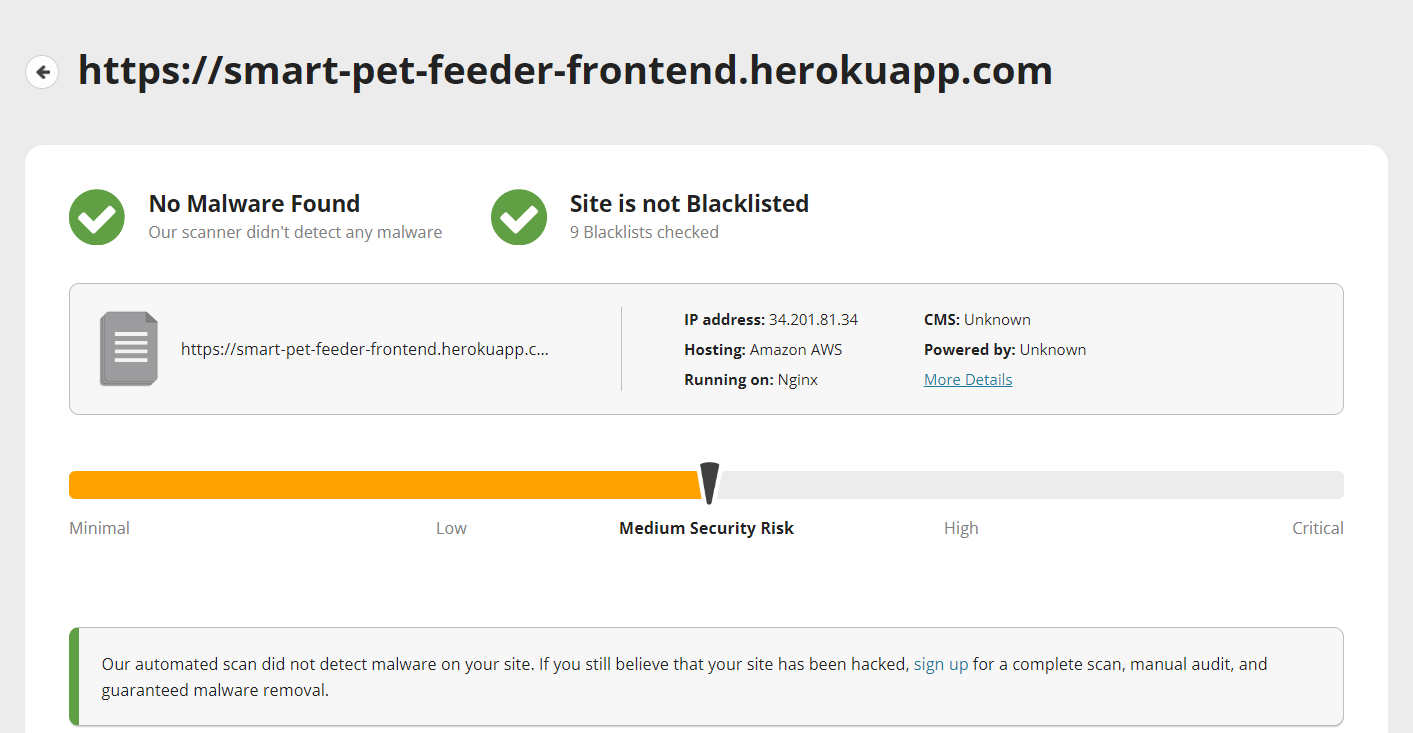 https://smart-pet-feeder-frontend.herokuapp.com
No Malware Found
Our scanner didn't detect any malware
Site is not Blacklisted
9 Blacklists checked
https://smart-pet-feeder-frontend.herokuapp.c...
IP address: 34.201.81.34
Hosting: Amazon AWS
Running on: Nginx
CMS: Unknown
Powered by: Unknown
More Details
Minimal
Low
Medium Security Risk
High
Critical
Our automated scan did not detect malware on your site. If you still believe that your site has been hacked, sign up for a complete scan, manual audit, and
guaranteed malware removal.